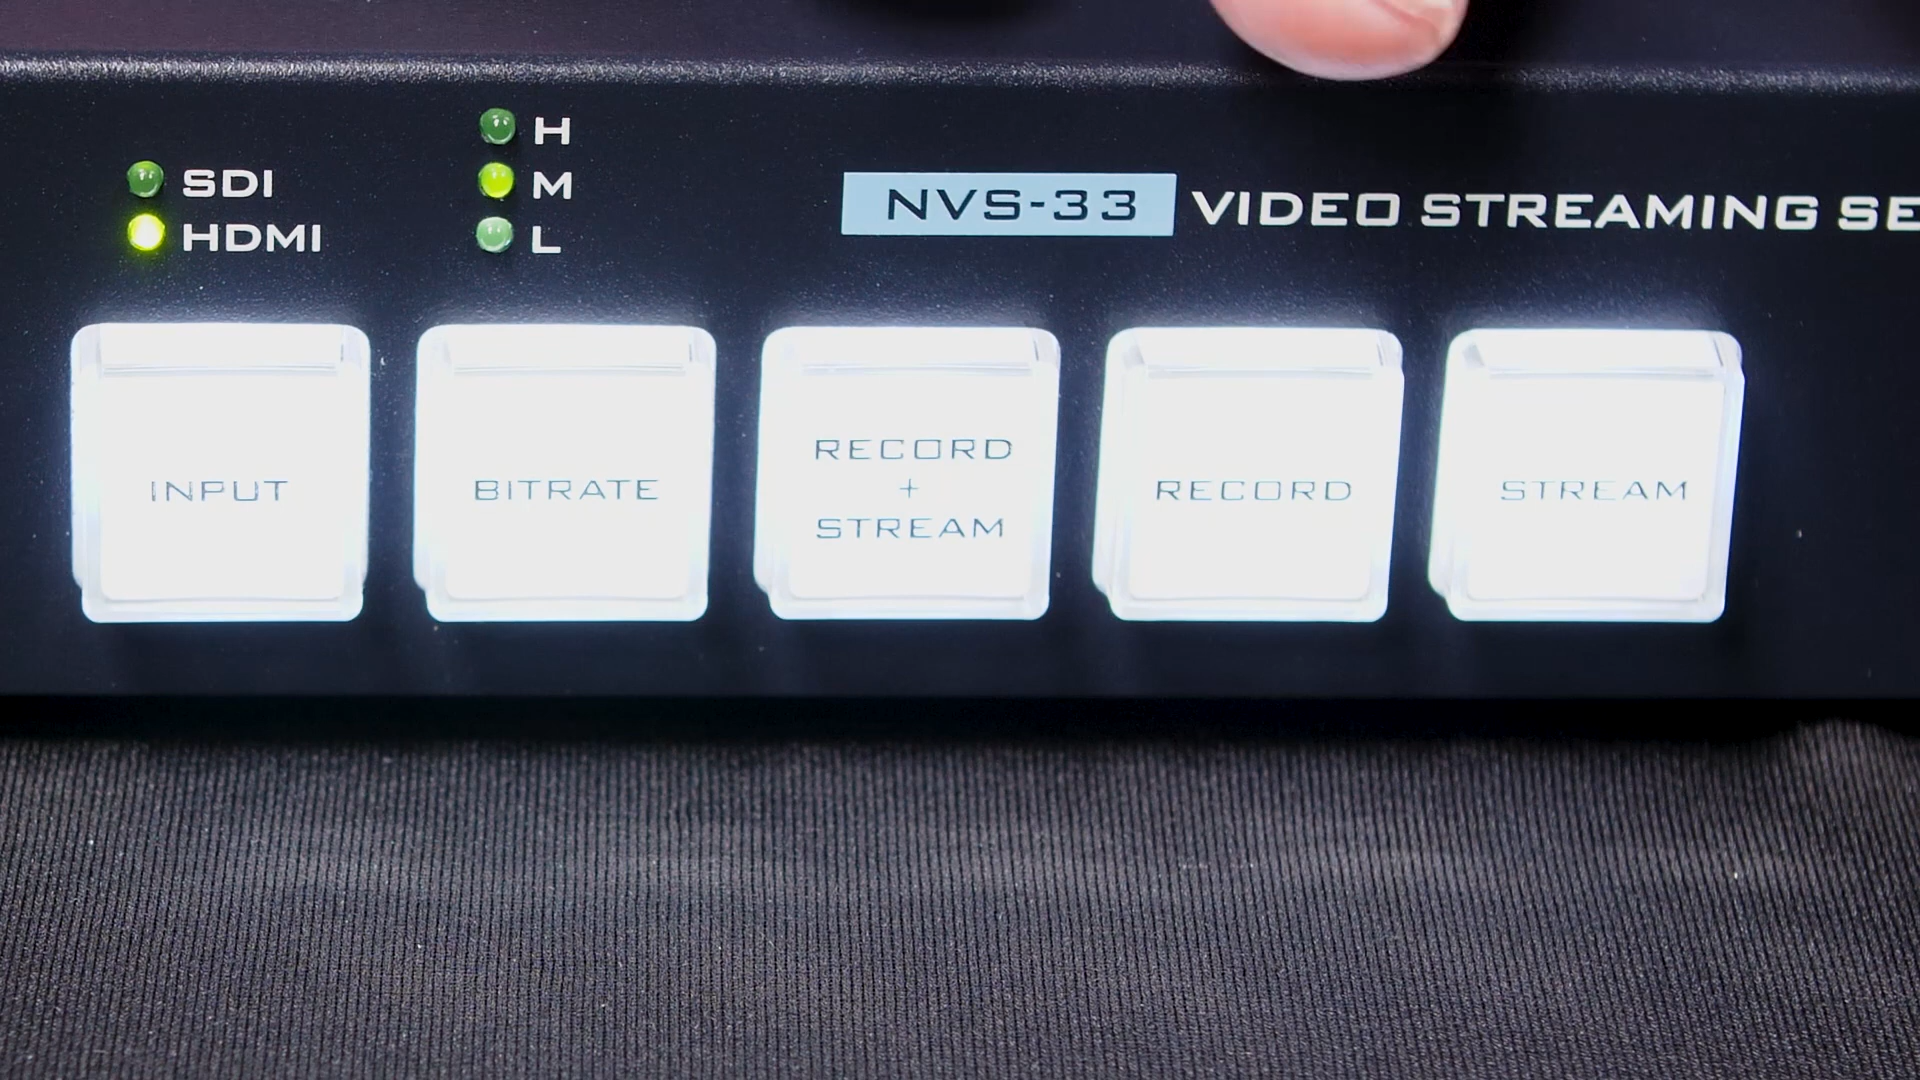 H
SDI
M
HDMI
L
NVS-33 VIDEO STREAMING SE
INPUT
BITRATE
RECORD
+
STREAM
RECORD
STREAM